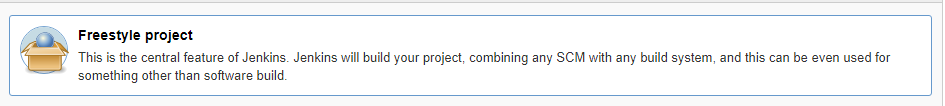 Freestyle project
This is the central feature of Jenkins. Jenkins will build your project, combining any SCM with any build system, and this can be even used for
something other than software build.